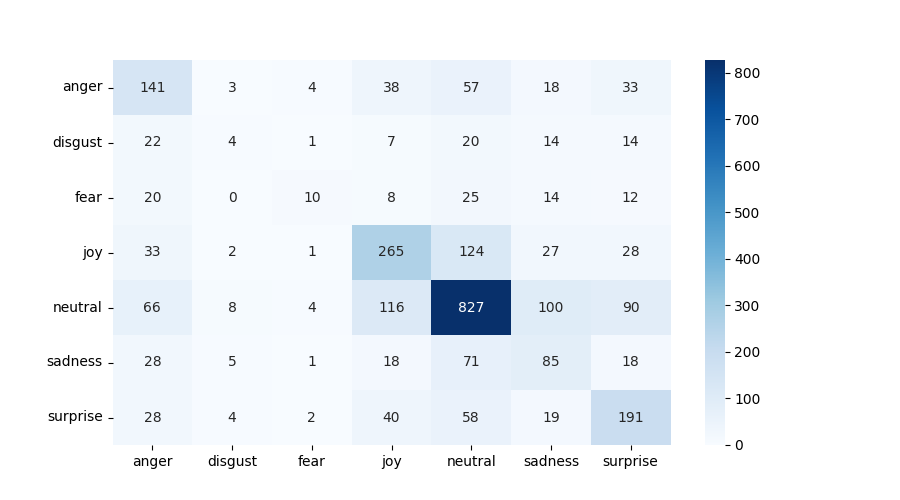 anger 141 3 4 38 57 18 33
disgust 22 4 1 7 20 14 14
fear 20 0 10 8 25 14 12
joy 33 2 1 265 124 27 28
neutral 66 8 4 116 827 100 90
sadness 28 5 1 18 71 85 18
surprise 28 4 2 40 58 19 191
anger disgust fear joy neutral sadness surprise
800
700
600
500
400
300
200
100
0